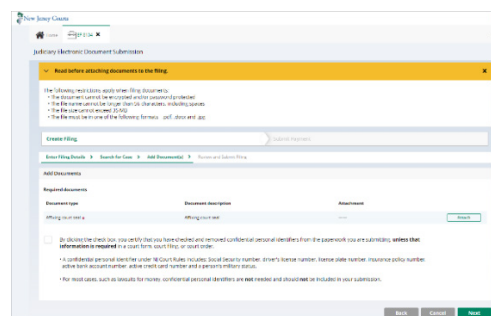 New Jersey Courts
Home
Judiciary Electronic Document Submission
Read before attaching documents to the filing.
The following restrictions apply when filing documents:
• The document cannot be encrypted and/or password protected
• The file name cannot be longer than 50 characters, including spaces
• The file size cannot exceed 35 MB
• The file must be in one of the following formats: .pdf, .docx and .jpg
Create Filing
Submit Payment
Enter Filing Details > Search for Case > Add Document(s) > Review and Submit Filing
Add Documents
Required documents
Document type Document description Attachment
Attach
By clicking the check box, you certify that you have checked and removed confidential personal identifiers from the paperwork you are submitting, unless that
information is required in a court form, court filing, or court order.
• A confidential personal identifier under NJ Court Rules includes: Social Security number, driver's license number, license plate number, insurance policy number,
active bank account number, active credit card number and a person's military status.
• For most cases, such as lawsuits for money, confidential personal identifiers are not needed and should not be included in your submission.
Back Cancel Next